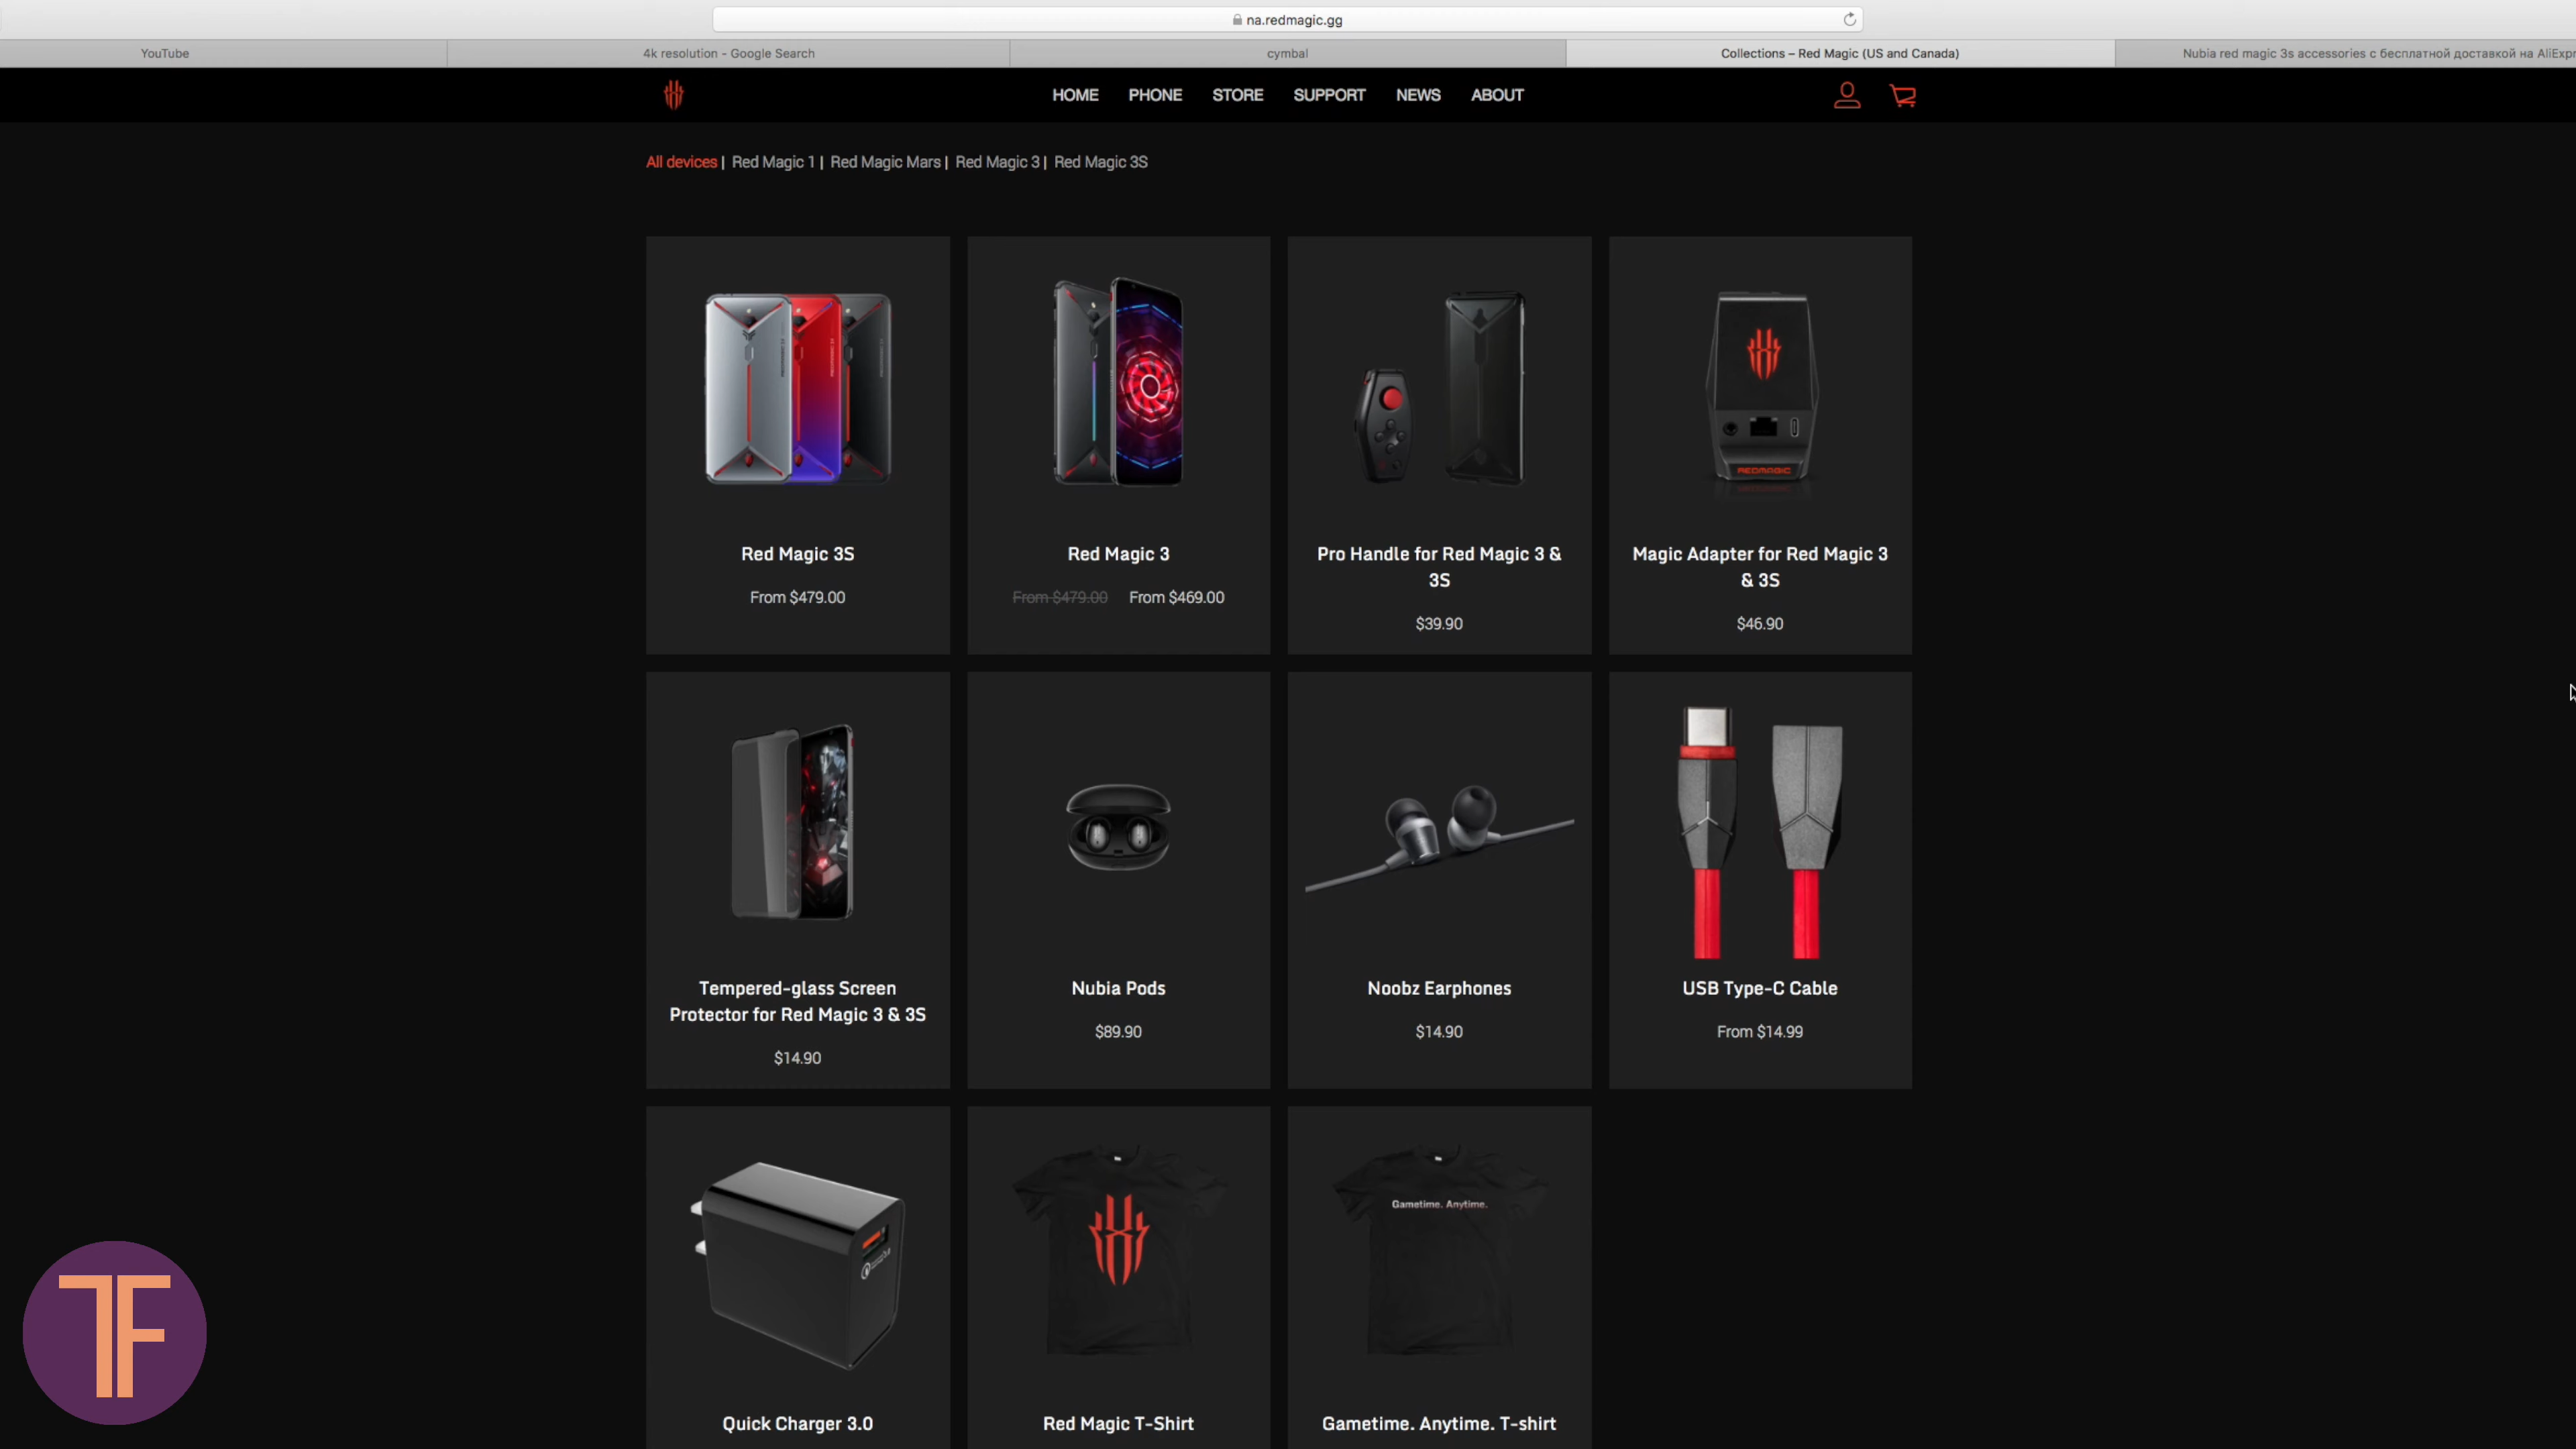 na.redmagic.gg
YouTube
4k resolution - Google Search
cymbal
Collections – Red Magic (US and Canada)
Nubia red magic 3s accessories с бесплатной доставкой на AliExpr
HOME PHONE STORE SUPPORT NEWS ABOUT
All devices | Red Magic 1 | Red Magic Mars | Red Magic 3 | Red Magic 3S
REDMAGIC
Red Magic 3S
From $479.00
Red Magic 3
From $479.00 From $469.00
Pro Handle for Red Magic 3 &
3S
$39.90
Magic Adapter for Red Magic 3
& 3S
$46.90
Tempered-glass Screen
Protector for Red Magic 3 & 3S
$14.90
Nubia Pods
$89.90
Noobz Earphones
$14.90
USB Type-C Cable
From $14.99
Gametime. Anytime.
Quick Charger 3.0
Red Magic T-Shirt
Gametime. Anytime. T-shirt
TF